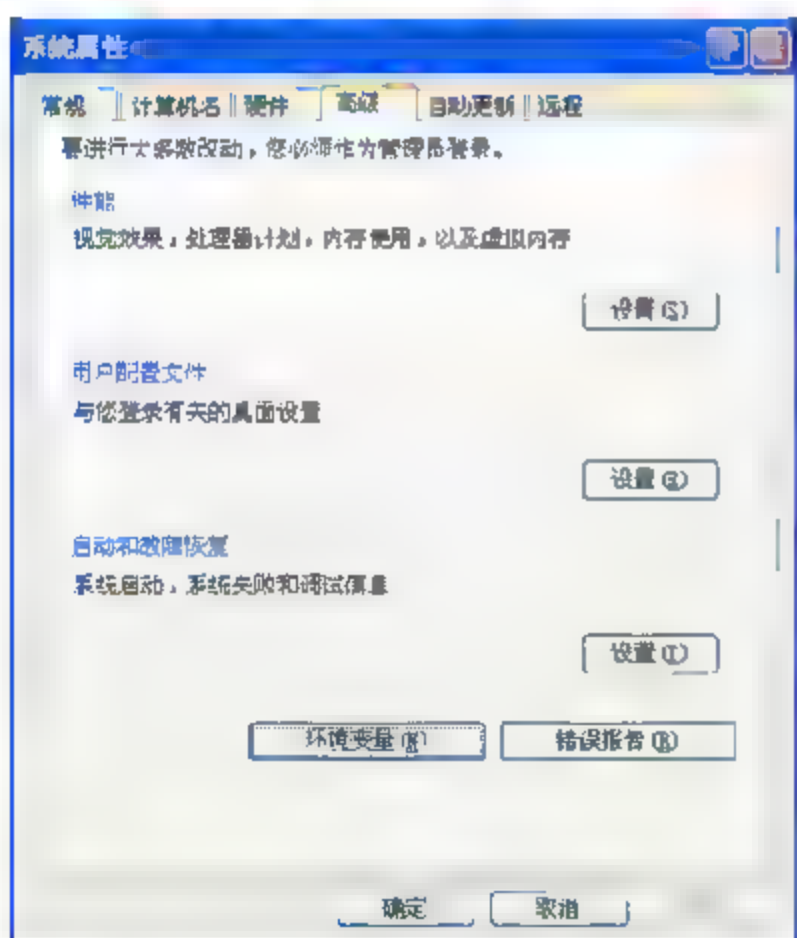 系统属性
常规 计算机名 硬件 高级 自动更新 远程
要进行大多数改动，您必须作为管理员登录。
性能
视觉效果，处理器计划，内存使用，以及虚拟内存
设置(S)
用户配置文件
与您登录有关的桌面设置
设置(E)
启动和故障恢复
系统启动，系统失败和调试信息
设置(T)
环境变量(N) 错误报告(R)
确定 取消